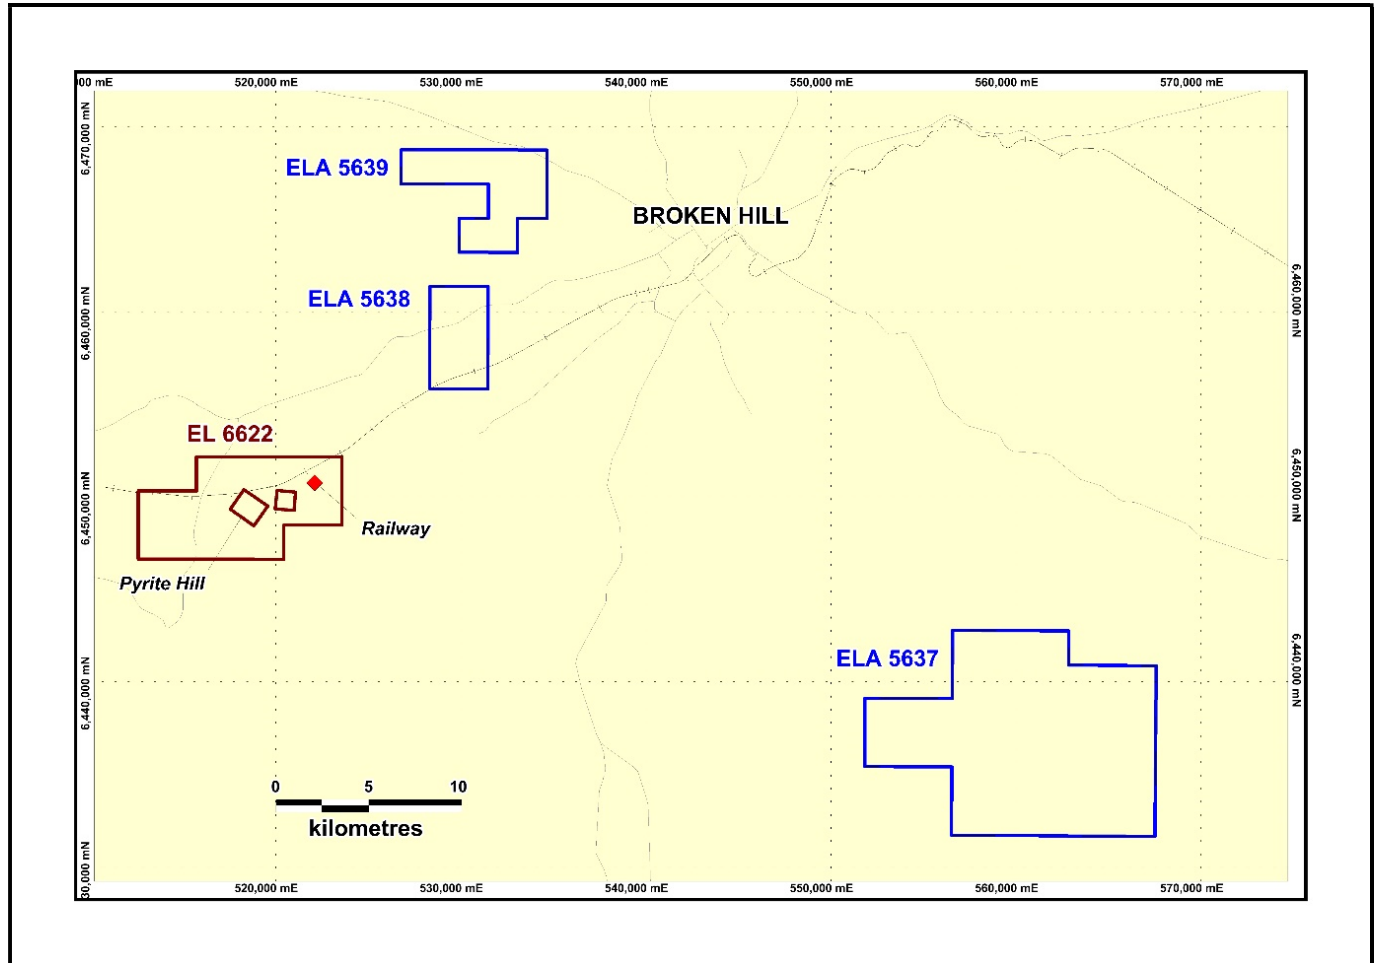 000 mE 520,000 mE 530,000 mE 540,000 mE 550,000 mE 560,000 mE 570,000 mE
6,470,000 mN
ELA 5639
BROKEN HILL
6,460,000 mN
6,460,000 mN
ELA 5638
EL 6622
6,450,000 mN
6,450,000 mN
Railway
Pyrite Hill
6,440,000 mN
6,440,000 mN
ELA 5637
0 5 10
kilometres
30,000 mN
520,000 mE 530,000 mE 540,000 mE 550,000 mE 560,000 mE 570,000 mE